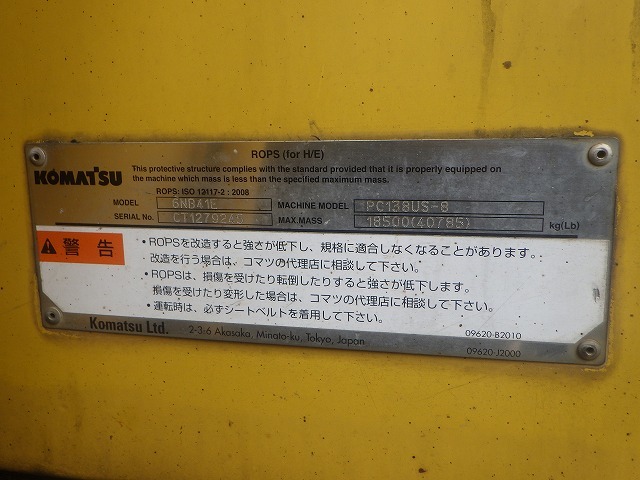 ROPS (for H/E)
KOMATSU
This protective structure complies with the standard provided that it is properly equipped on
the machine which mass is less than the specified maximum mass.
ROPS: ISO 12117-2 : 2008
MODEL 6NBA1E MACHINE MODEL PC138US-8
SERIAL No. CT1279240 MAX.MASS 18500(40785) kg(Lb)
警告
•ROPSを改造すると強さが低下し、規格に適合しなくなることがあります。
改造を行う場合は、コマツの代理店に相談して下さい。
•ROPSは、損傷を受けたり転倒したりすると強さが低下します。
損傷を受けたり変形した場合は、コマツの代理店に相談して下さい。
•運転時は、必ずシートベルトを着用して下さい。
Komatsu Ltd. 2-3-6 Akasaka, Minato-ku, Tokyo, Japan
09620-B2010
09620-J2000